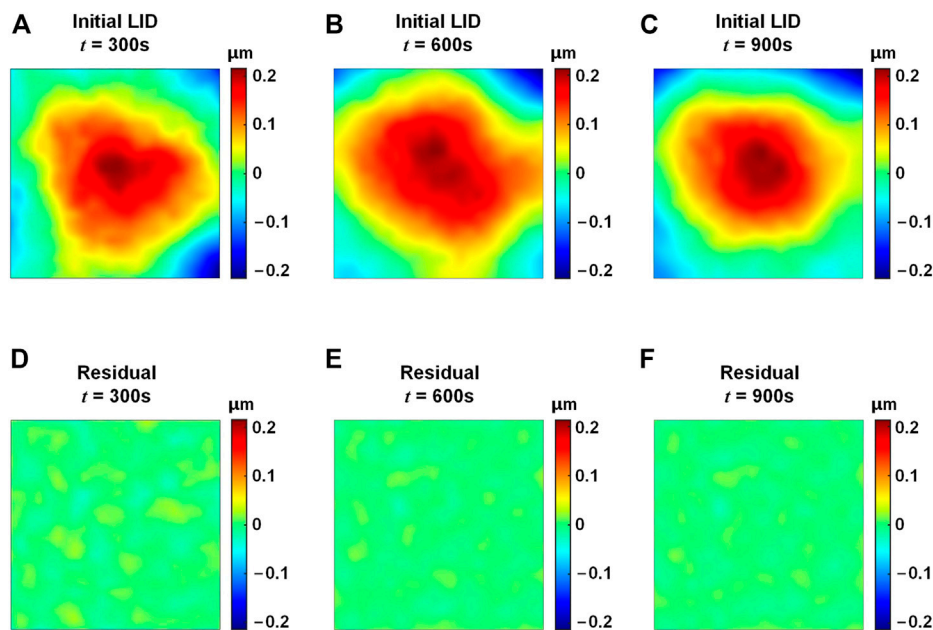 A
Initial LID
t = 300s
μm
0.2
0.1
0
−0.1
−0.2
B
Initial LID
t = 600s
μm
0.2
0.1
0
−0.1
−0.2
C
Initial LID
t = 900s
μm
0.2
0.1
0
−0.1
−0.2
D
Residual
t = 300s
μm
0.2
0.1
0
−0.1
−0.2
E
Residual
t = 600s
μm
0.2
0.1
0
−0.1
−0.2
F
Residual
t = 900s
μm
0.2
0.1
0
−0.1
−0.2